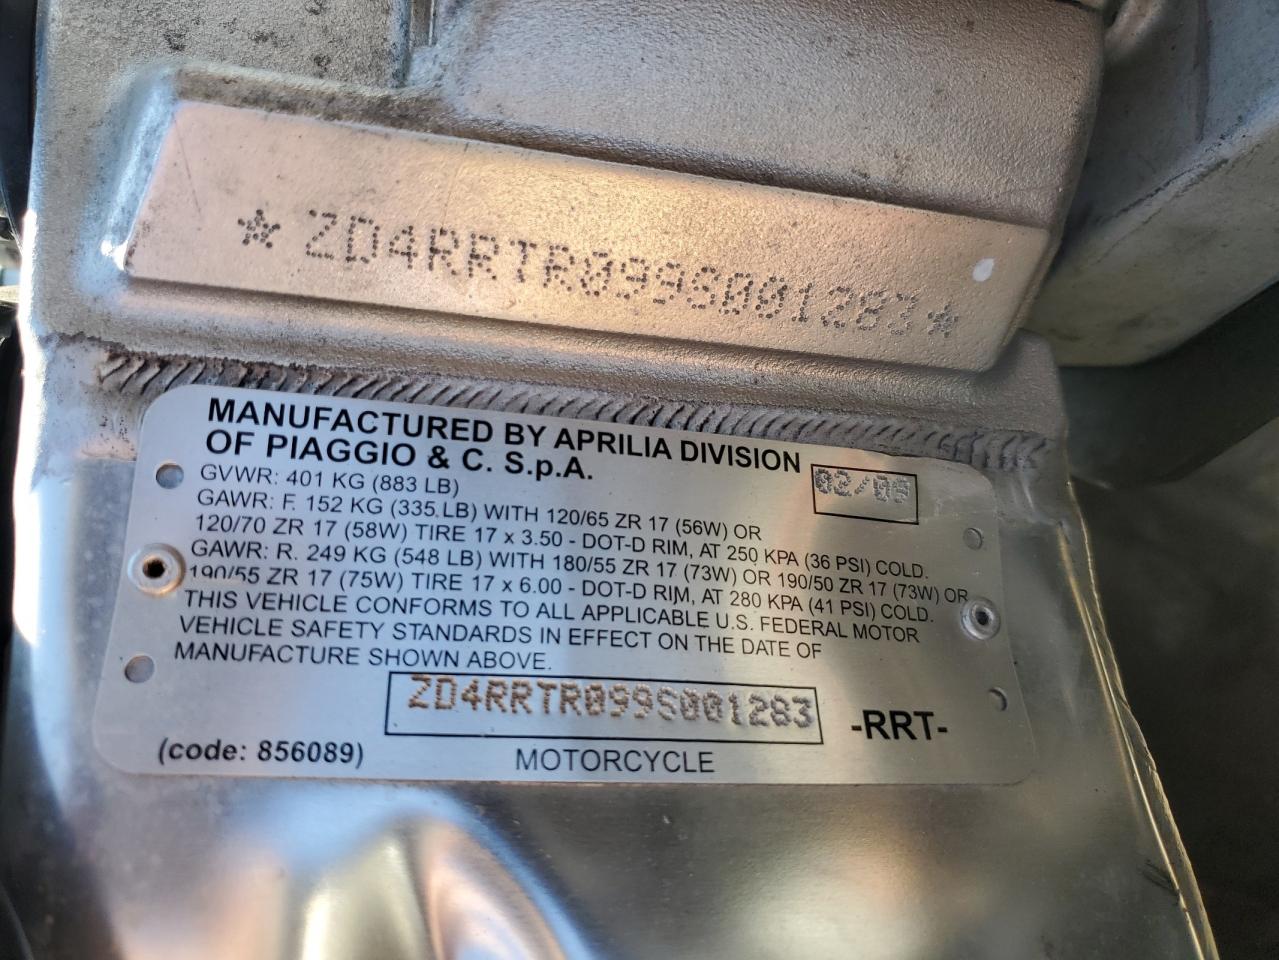 *ZD4RRTR099S001283*
MANUFACTURED BY APRILIA DIVISION
OF PIAGGIO & C. S.p.A.
02/08
GVWR: 401 KG (883 LB)
GAWR: F. 152 KG (335 LB) WITH 120/65 ZR 17 (56W) OR
120/70 ZR 17 (58W) TIRE 17 x 3.50 - DOT-D RIM, AT 250 KPA (36 PSI) COLD.
GAWR: R. 249 KG (548 LB) WITH 180/55 ZR 17 (73W) OR 190/50 ZR 17 (73W) OR
190/55 ZR 17 (75W) TIRE 17 x 6.00 - DOT-D RIM, AT 280 KPA (41 PSI) COLD.
THIS VEHICLE CONFORMS TO ALL APPLICABLE U.S. FEDERAL MOTOR
VEHICLE SAFETY STANDARDS IN EFFECT ON THE DATE OF
MANUFACTURE SHOWN ABOVE.
ZD4RRTR099S001283
-RRT-
(code: 856089)
MOTORCYCLE